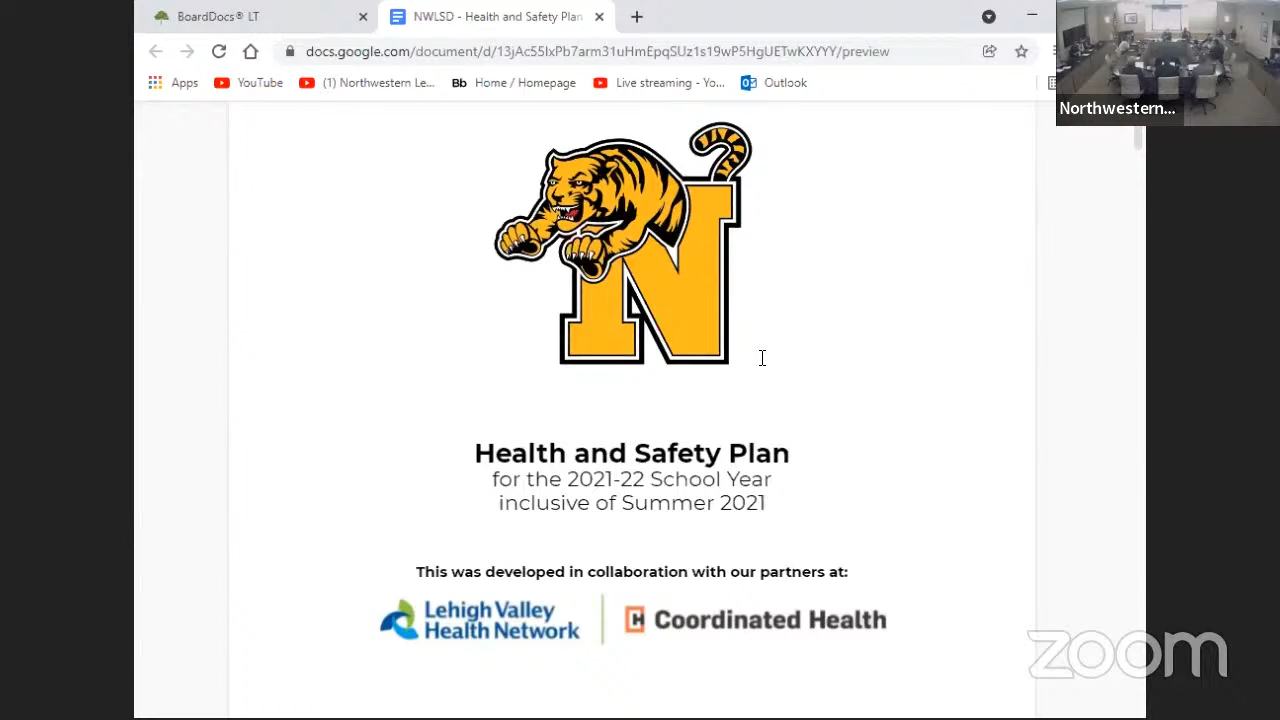 BoardDocs® LT
NWLSD - Health and Safety Plan
docs.google.com/document/d/13jAc55lxPb7arm31uHmEpqSUz1s19wP5HgUETwKXYYY/preview
Apps
YouTube
(1) Northwestern Le...
Bb Home / Homepage
Live streaming - Yo...
Outlook
Northwestern...
N
Health and Safety Plan
for the 2021-22 School Year
inclusive of Summer 2021
This was developed in collaboration with our partners at:
Lehigh Valley
Health Network
Coordinated Health
zoom